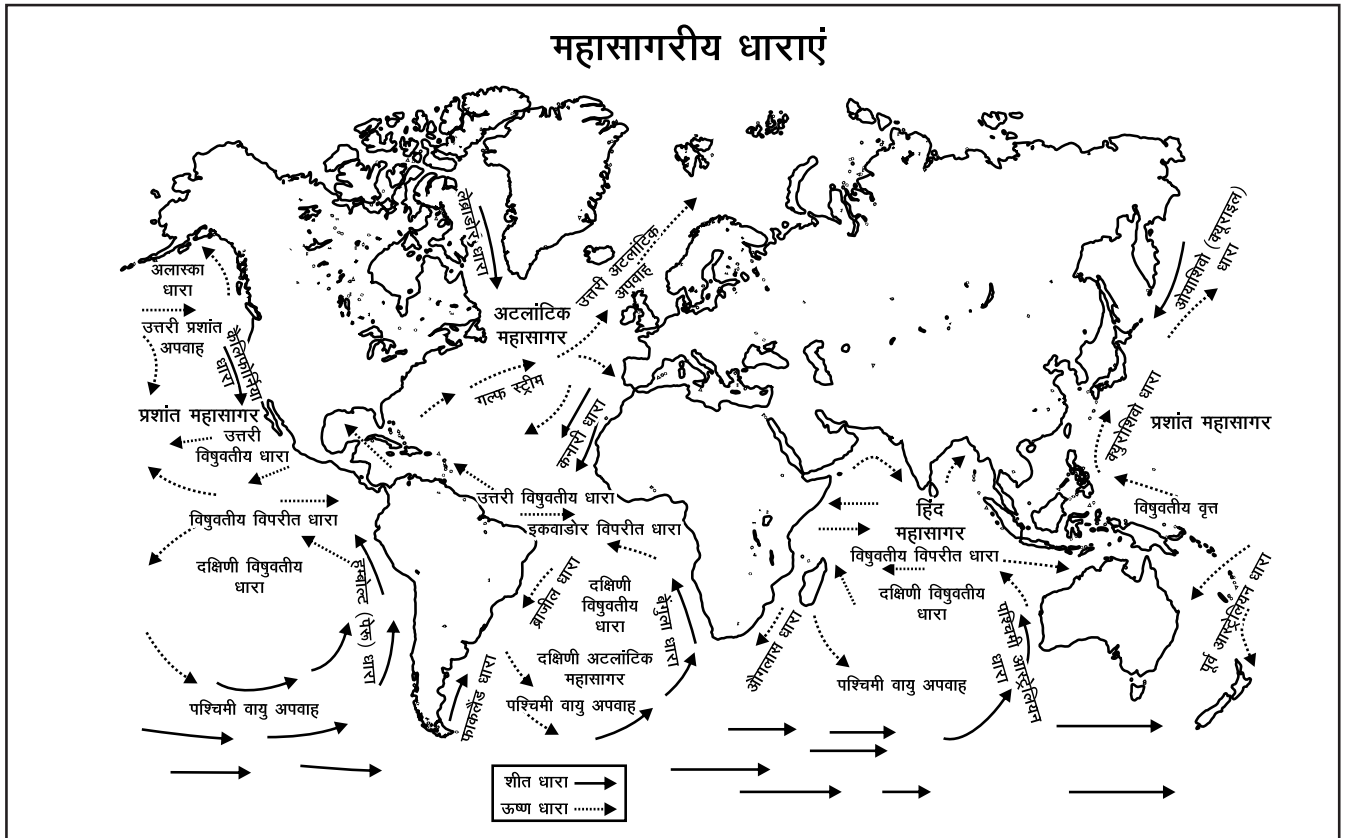 महासागरीय धाराएं
लेब्राडोर धारा
उत्तरी अटलांटिक
अपवाह
ओयाशिवो (क्यूराइल)
धारा
अलास्का
धारा
उत्तरी प्रशांत
अपवाह
कैलिफोर्निया
धारा
अटलांटिक
महासागर
गल्फ स्ट्रीम
कनारी धारा
क्युरोशिवो धारा
प्रशांत महासागर
प्रशांत महासागर
उत्तरी
विषुवतीय धारा
उत्तरी विषुवतीय धारा
विषुवतीय वृत्त
विषुवतीय विपरीत धारा
इकवाडोर विपरीत धारा
हिंद
महासागर
विषुवतीय विपरीत धारा
दक्षिणी विषुवतीय
धारा
हम्बोल्ट (पेरू) धारा
ब्राजील धारा
दक्षिणी
विषुवतीय
धारा
बेंगुला धारा
औगलास धारा
दक्षिणी विषुवतीय
धारा
पश्चिमी आस्ट्रेलियन
धारा
पूर्व आस्ट्रेलियन धारा
दक्षिणी अटलांटिक
महासागर
पश्चिमी वायु अपवाह
फाकलैंड धारा
पश्चिमी वायु अपवाह
पश्चिमी वायु अपवाह
शीत धारा
ऊष्ण धारा